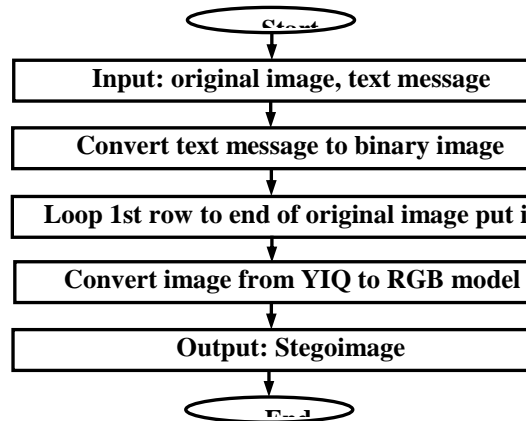 Start
Input: original image, text message
Convert text message to binary image
Loop 1st row to end of original image put i
Convert image from YIQ to RGB model
Output: Stegoimage
End